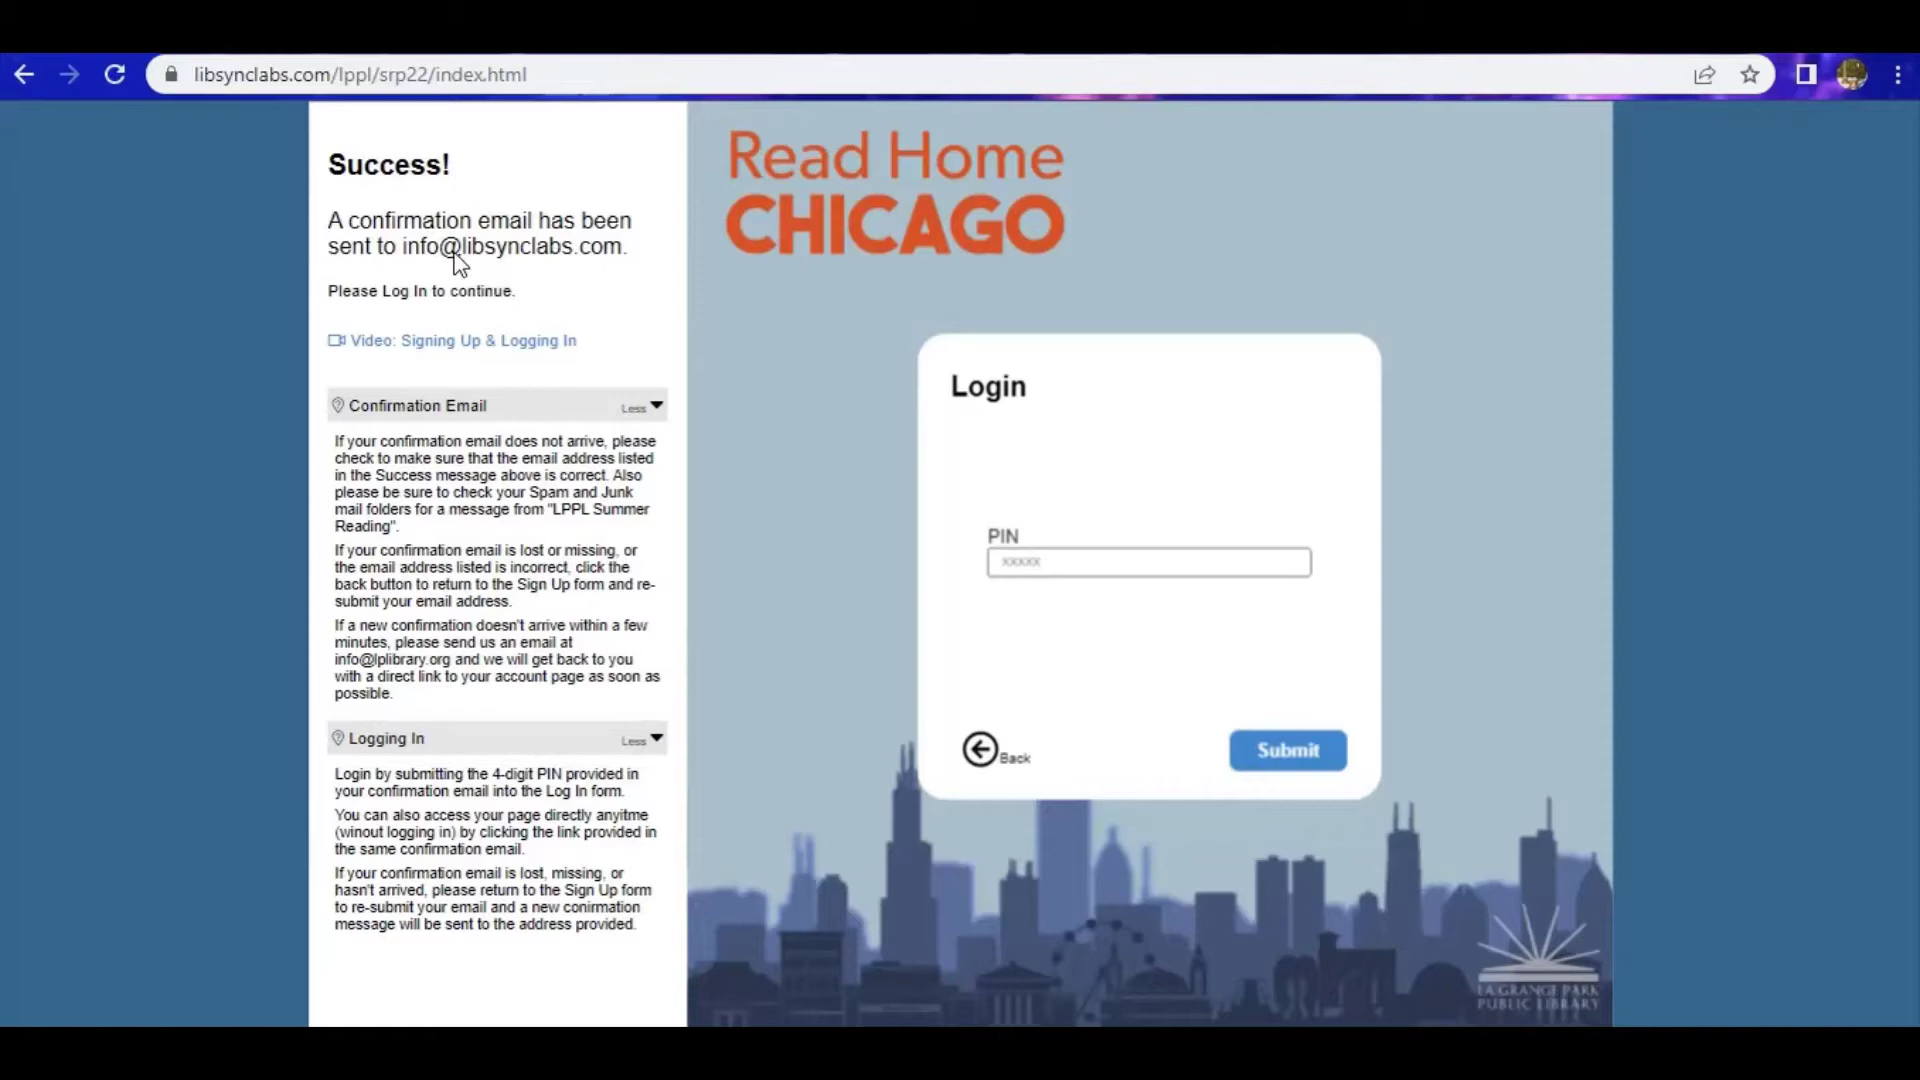 libsynclabs.com/lppl/srp22/index.html
Success!
A confirmation email has been
sent to info@libsynclabs.com.
Please Log In to continue.
Video: Signing Up & Logging In
Confirmation Email
Less
If your confirmation email does not arrive, please
check to make sure that the email address listed
in the Success message above is correct. Also
please be sure to check your Spam and Junk
mail folders for a message from "LPPL Summer
Reading".
If your confirmation email is lost or missing, or
the email address listed is incorrect, click the
back button to return to the Sign Up form and re-
submit your email address.
If a new confirmation doesn't arrive within a few
minutes, please send us an email at
info@lplibrary.org and we will get back to you
with a direct link to your account page as soon as
possible.
Logging In
Less
Login by submitting the 4-digit PIN provided in
your confirmation email into the Log In form.
You can also access your page directly anyitme
(winout logging in) by clicking the link provided in
the same confirmation email.
If your confirmation email is lost, missing, or
hasn't arrived, please return to the Sign Up form
to re-submit your email and a new conirmation
message will be sent to the address provided.
Read Home
CHICAGO
Login
PIN
xxxxx
Back
Submit
LA GRANGE PARK
PUBLIC LIBRARY